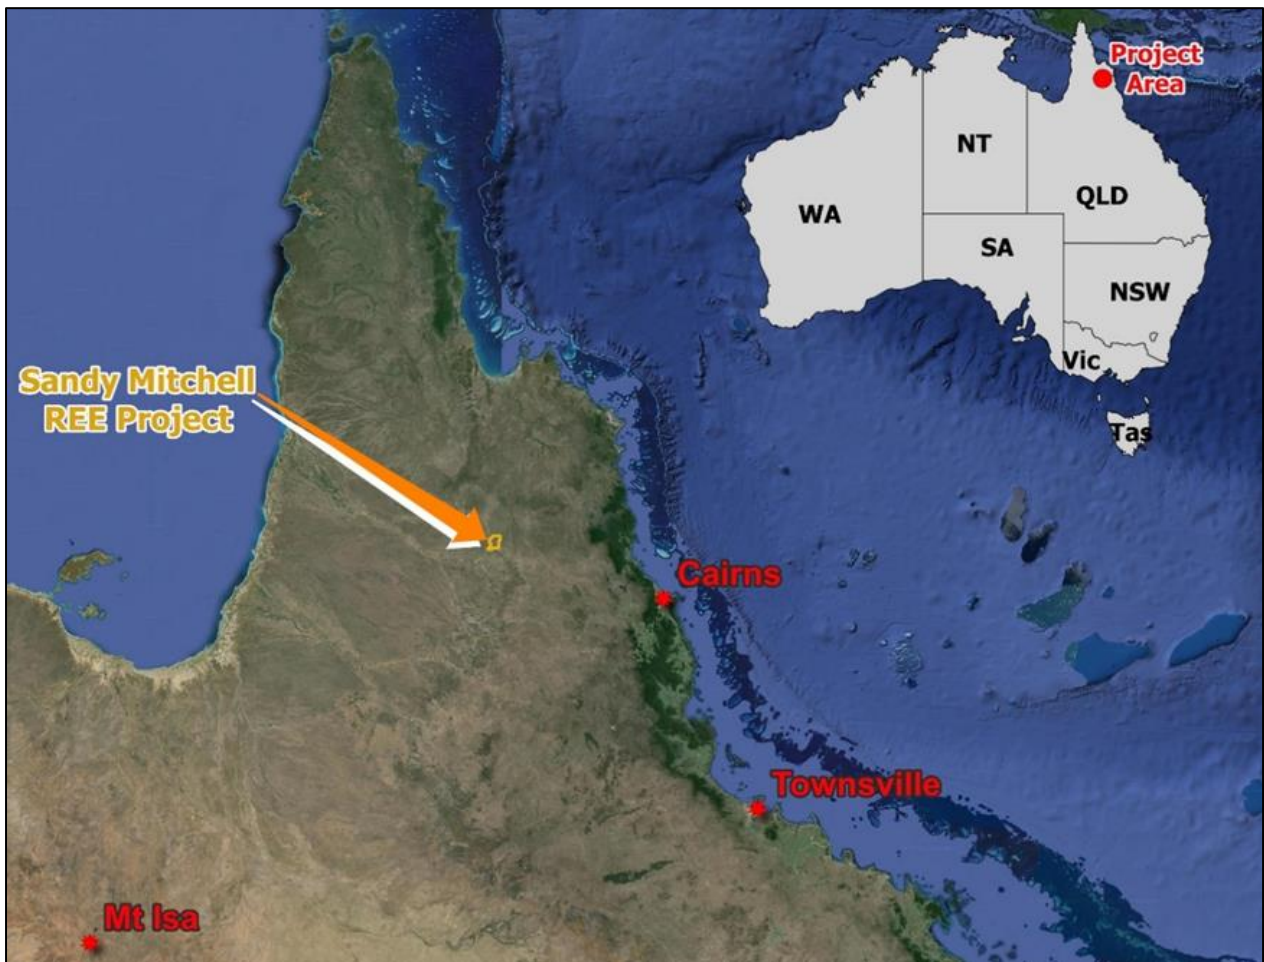 Project
Area
NT
QLD
WA
SA
NSW
Vic
Tas
Sandy Mitchell
REE Project
Cairns
Townsville
Mt Isa